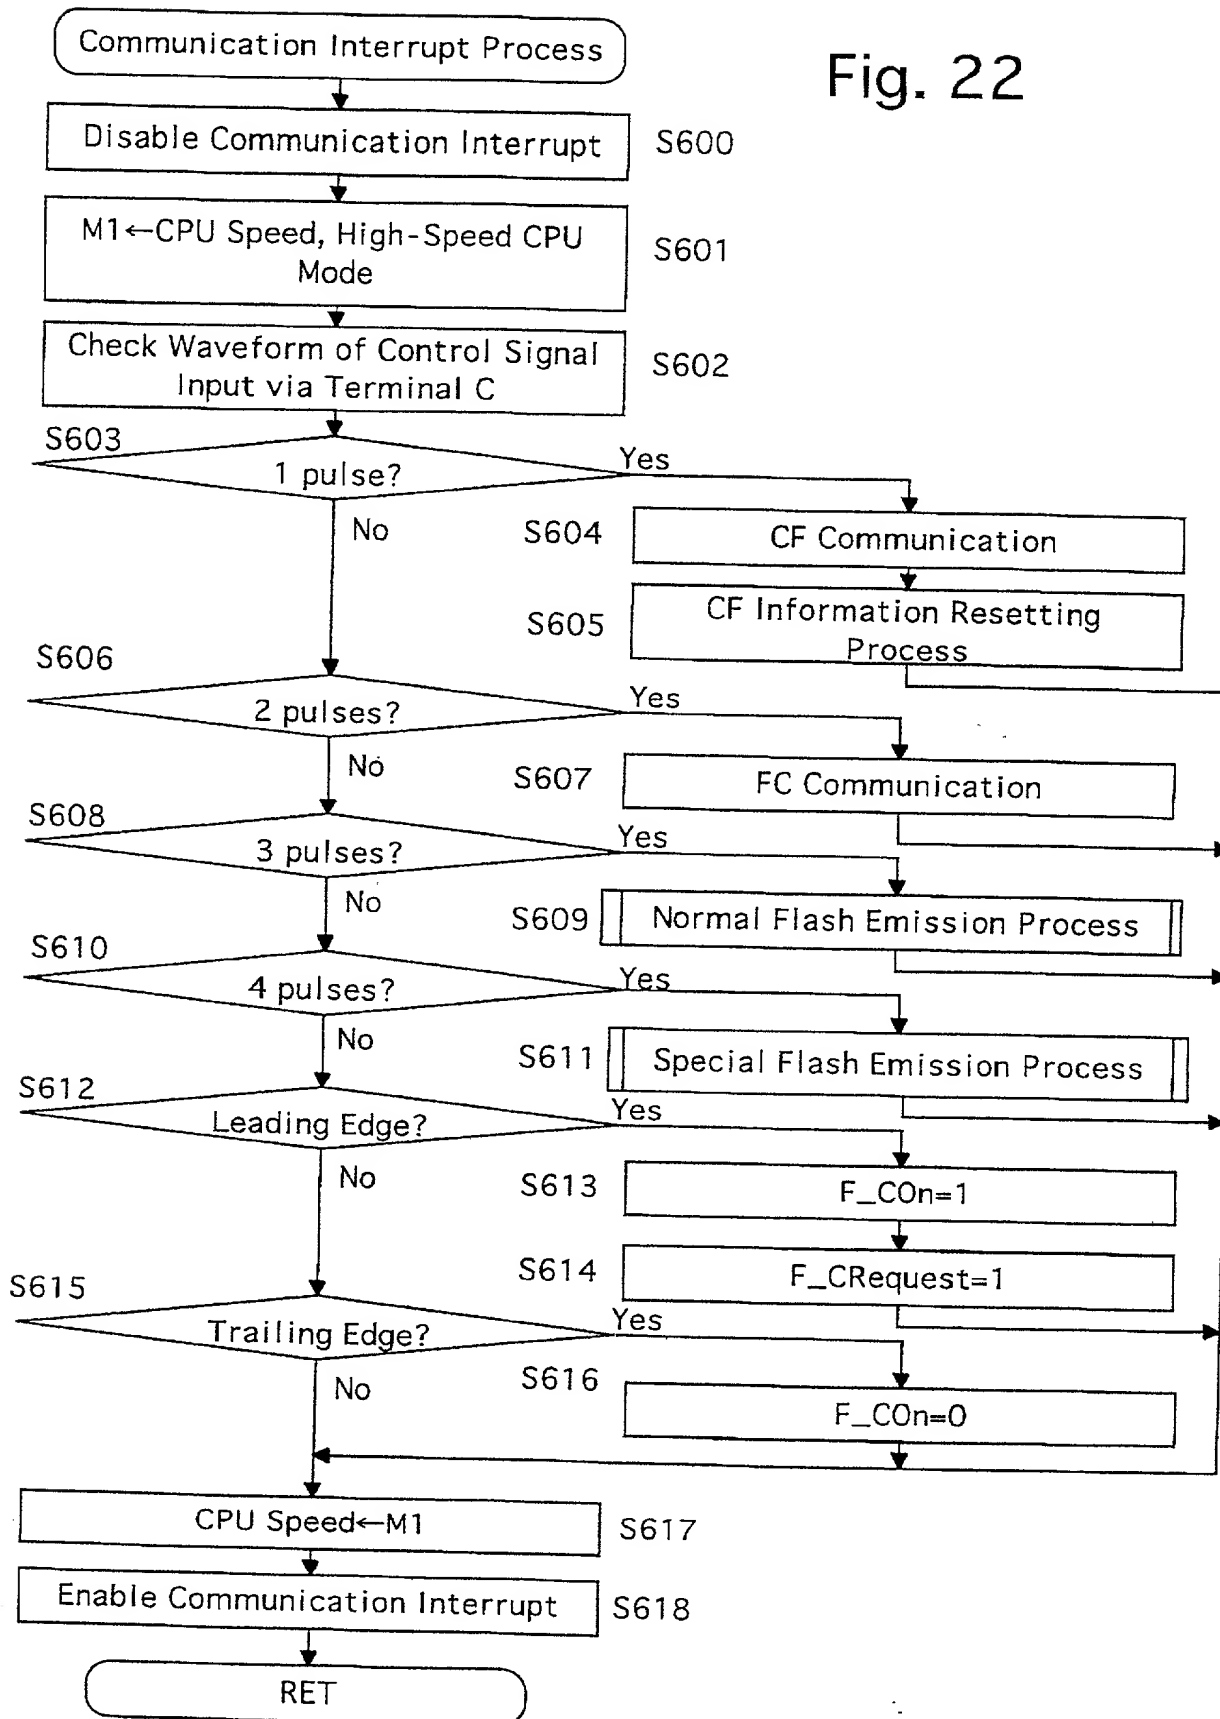 Communication Interrupt Process
Fig. 22
Disable Communication Interrupt
S600
M1←CPU Speed, High-Speed CPU
Mode
S601
Check Waveform of Control Signal
Input via Terminal C
S602
S603
1 pulse?
Yes
No
S604
CF Communication
S605
CF Information Resetting
Process
S606
2 pulses?
Yes
No
S607
FC Communication
S608
3 pulses?
Yes
No
S609
Normal Flash Emission Process
S610
4 pulses?
Yes
No
S611
Special Flash Emission Process
S612
Leading Edge?
Yes
No
S613
F_COn=1
S614
F_CRequest=1
S615
Trailing Edge?
Yes
No
S616
F_COn=0
CPU Speed←M1
S617
Enable Communication Interrupt
S618
RET